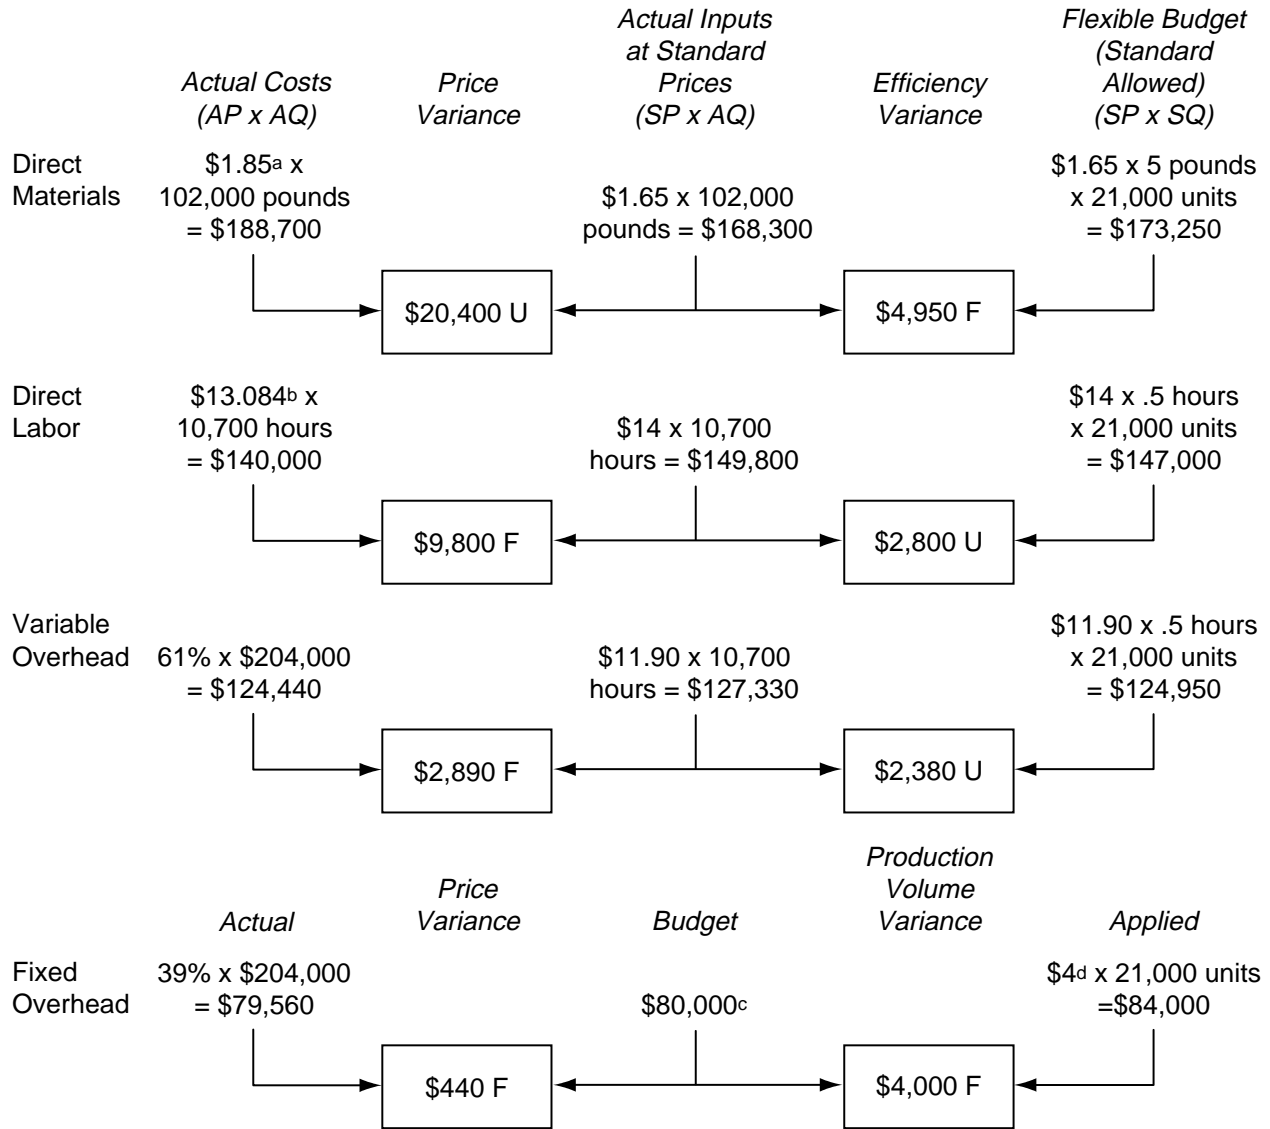 Actual Costs
(AP x AQ)
Price
Variance
Actual Inputs
at Standard
Prices
(SP x AQ)
Efficiency
Variance
Flexible Budget
(Standard
Allowed)
(SP x SQ)
Direct
Materials
$1.85a x
102,000 pounds
= $188,700
$1.65 x 102,000
pounds = $168,300
$1.65 x 5 pounds
x 21,000 units
= $173,250
$20,400 U
$4,950 F
Direct
Labor
$13.084b x
10,700 hours
= $140,000
$14 x 10,700
hours = $149,800
$14 x .5 hours
x 21,000 units
= $147,000
$9,800 F
$2,800 U
Variable
Overhead
61% x $204,000
= $124,440
$11.90 x 10,700
hours = $127,330
$11.90 x .5 hours
x 21,000 units
= $124,950
$2,890 F
$2,380 U
Actual
Price
Variance
Budget
Production
Volume
Variance
Applied
Fixed
Overhead
39% x $204,000
= $79,560
$80,000c
$4d x 21,000 units
=$84,000
$440 F
$4,000 F